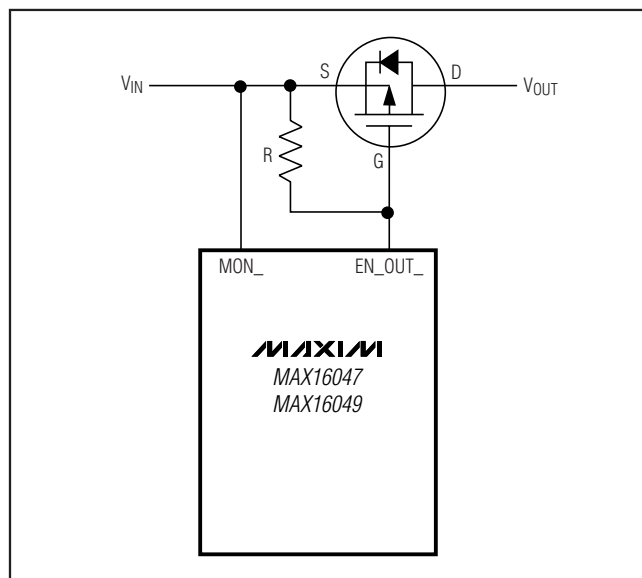 S D
VIN VOUT
R
G
MON_ EN_OUT_
MAXIM
MAX16047
MAX16049